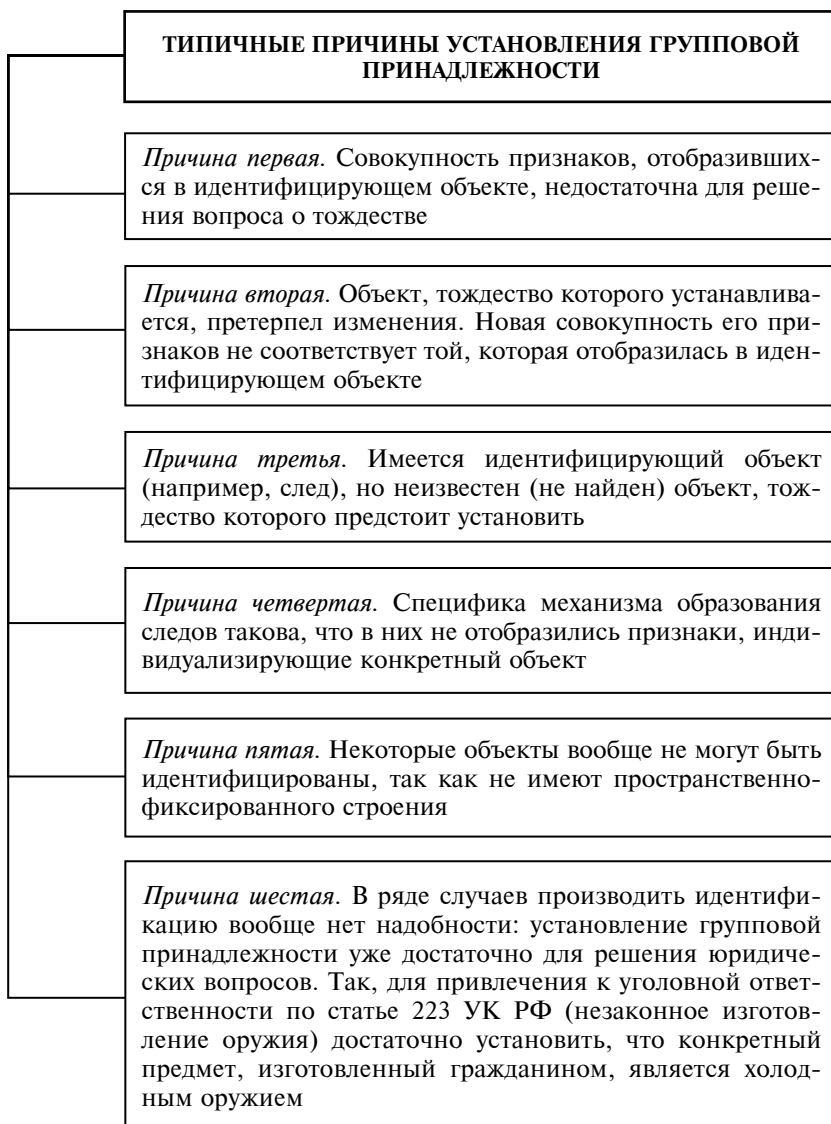 ТИПИЧНЫЕ ПРИЧИНЫ УСТАНОВЛЕНИЯ ГРУППОВОЙ
ПРИНАДЛЕЖНОСТИ
Причина первая. Совокупность признаков, отобразивших-
ся в идентифицирующем объекте, недостаточна для реше-
ния вопроса о тождестве
Причина вторая. Объект, тождество которого устанавлива-
ется, претерпел изменения. Новая совокупность его при-
знаков не соответствует той, которая отобразилась в иден-
тифицирующем объекте
Причина третья. Имеется идентифицирующий объект
(например, след), но неизвестен (не найден) объект, тож-
дество которого предстоит установить
Причина четвертая. Специфика механизма образования
следов такова, что в них не отобразились признаки, инди-
видуализирующие конкретный объект
Причина пятая. Некоторые объекты вообще не могут быть
идентифицированы, так как не имеют пространственно-
фиксированного строения
Причина шестая. В ряде случаев производить идентифи-
кацию вообще нет надобности: установление групповой
принадлежности уже достаточно для решения юридиче-
ских вопросов. Так, для привлечения к уголовной ответ-
ственности по статье 223 УК РФ (незаконное изготов-
ление оружия) достаточно установить, что конкретный
предмет, изготовленный гражданином, является холод-
ным оружием